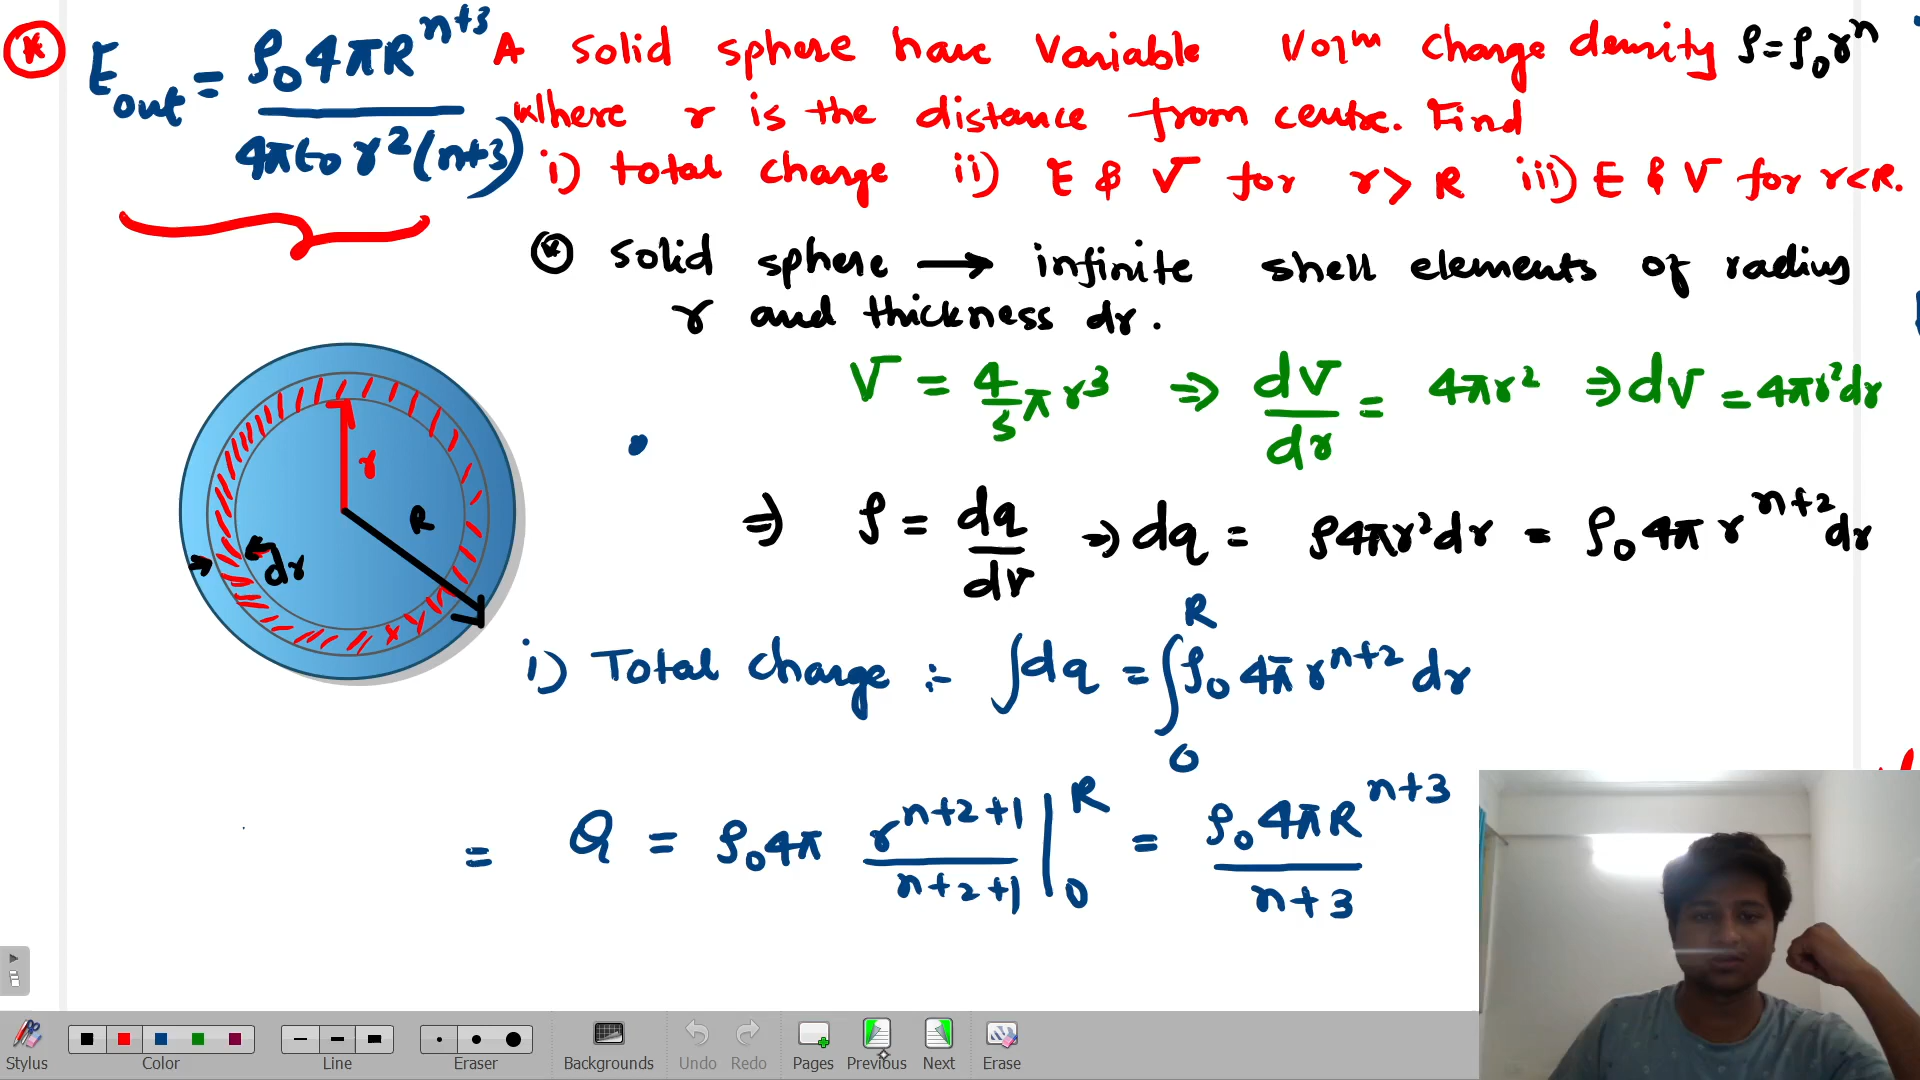 * E_out = ρ₀4πR^(n+3) / 4π∈₀r²(n+3)
A solid sphere have variable Volᵐ charge density ρ=ρ₀rⁿ
where r is the distance from centre. Find
i) total charge ii) E & V for r > R iii) E & V for r<R.
* solid sphere → infinite shell elements of radius
r and thickness dr.
V = 4/3 πr³ ⇒ dV/dr = 4πr² ⇒ dV = 4πr²dr
r
R
dr
⇒ ρ = dq/dV ⇒ dq = ρ4πr²dr = ρ₀4πr^(n+2)dr
i) Total charge :- ∫dq = ∫₀^R ρ₀4πr^(n+2)dr
= Q = ρ₀4π r^(n+2+1)/(n+2+1) |₀^R = ρ₀4πR^(n+3)/(n+3)
Stylus Color Line Eraser Backgrounds Undo Redo Pages Previous Next Erase